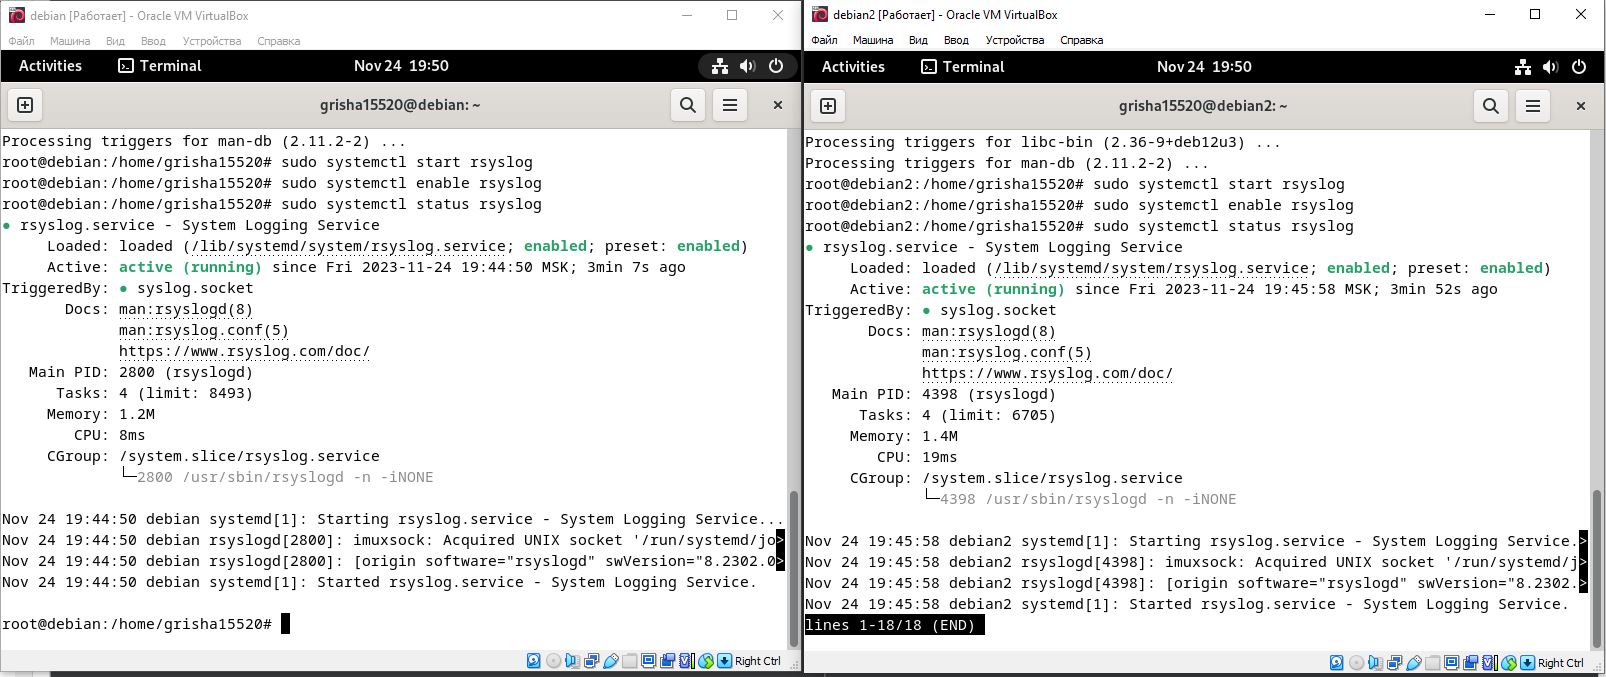 debian [Работает] - Oracle VM VirtualBox
Файл Машина Вид Ввод Устройства Справка
Activities Terminal Nov 24 19:50
grisha15520@debian: ~
Processing triggers for man-db (2.11.2-2) ...
root@debian:/home/grisha15520# sudo systemctl start rsyslog
root@debian:/home/grisha15520# sudo systemctl enable rsyslog
root@debian:/home/grisha15520# sudo systemctl status rsyslog
● rsyslog.service - System Logging Service
Loaded: loaded (/lib/systemd/system/rsyslog.service; enabled; preset: enabled)
Active: active (running) since Fri 2023-11-24 19:44:50 MSK; 3min 7s ago
TriggeredBy: ● syslog.socket
Docs: man:rsyslogd(8)
man:rsyslog.conf(5)
https://www.rsyslog.com/doc/
Main PID: 2800 (rsyslogd)
Tasks: 4 (limit: 8493)
Memory: 1.2M
CPU: 8ms
CGroup: /system.slice/rsyslog.service
└─2800 /usr/sbin/rsyslogd -n -iNONE
Nov 24 19:44:50 debian systemd[1]: Starting rsyslog.service - System Logging Service...
Nov 24 19:44:50 debian rsyslogd[2800]: imuxsock: Acquired UNIX socket '/run/systemd/jo>
Nov 24 19:44:50 debian rsyslogd[2800]: [origin software="rsyslogd" swVersion="8.2302.0>
Nov 24 19:44:50 debian systemd[1]: Started rsyslog.service - System Logging Service.
root@debian:/home/grisha15520#
Right Ctrl
debian2 [Работает] - Oracle VM VirtualBox
Файл Машина Вид Ввод Устройства Справка
Activities Terminal Nov 24 19:50
grisha15520@debian2: ~
Processing triggers for libc-bin (2.36-9+deb12u3) ...
Processing triggers for man-db (2.11.2-2) ...
root@debian2:/home/grisha15520# sudo systemctl start rsyslog
root@debian2:/home/grisha15520# sudo systemctl enable rsyslog
root@debian2:/home/grisha15520# sudo systemctl status rsyslog
● rsyslog.service - System Logging Service
Loaded: loaded (/lib/systemd/system/rsyslog.service; enabled; preset: enabled)
Active: active (running) since Fri 2023-11-24 19:45:58 MSK; 3min 52s ago
TriggeredBy: ● syslog.socket
Docs: man:rsyslogd(8)
man:rsyslog.conf(5)
https://www.rsyslog.com/doc/
Main PID: 4398 (rsyslogd)
Tasks: 4 (limit: 6705)
Memory: 1.4M
CPU: 19ms
CGroup: /system.slice/rsyslog.service
└─4398 /usr/sbin/rsyslogd -n -iNONE
Nov 24 19:45:58 debian2 systemd[1]: Starting rsyslog.service - System Logging Service.>
Nov 24 19:45:58 debian2 rsyslogd[4398]: imuxsock: Acquired UNIX socket '/run/systemd/j>
Nov 24 19:45:58 debian2 rsyslogd[4398]: [origin software="rsyslogd" swVersion="8.2302.>
Nov 24 19:45:58 debian2 systemd[1]: Started rsyslog.service - System Logging Service.
lines 1-18/18 (END)
Right Ctrl